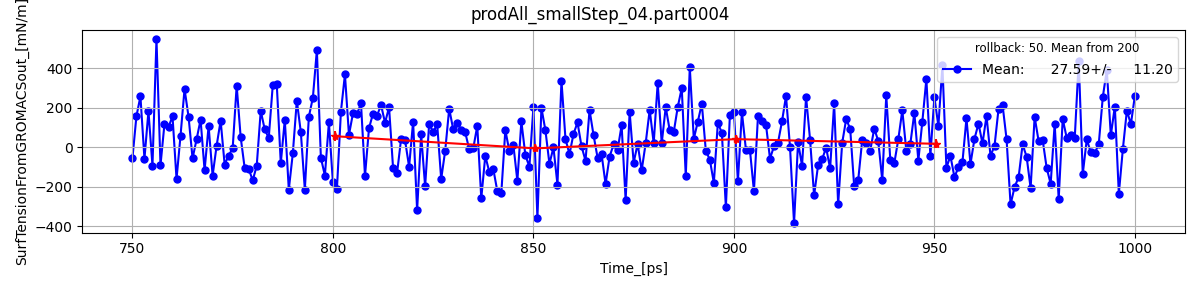 prodAll_smallStep_04.part0004
SurfTensionFromGROMACSout_[mN/m]
400
200
0
−200
−400
rollback: 50. Mean from 200
Mean: 27.59+/- 11.20
750
800
850
900
950
1000
Time_[ps]